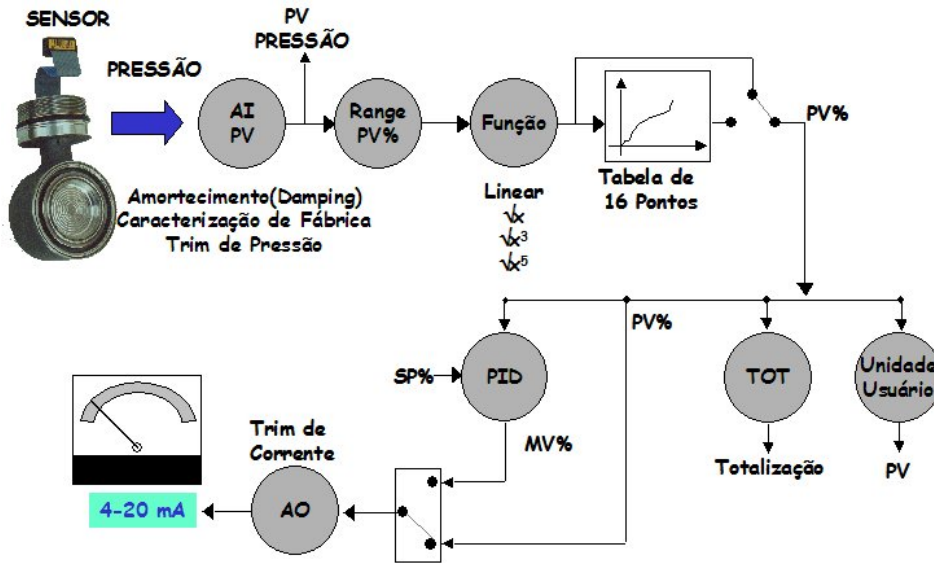 SENSOR
PRESSÃO
PV
PRESSÃO
AI
PV
Range
PV%
Função
PV%
Amortecimento(Damping)
Caracterização de Fábrica
Trim de Pressão
Linear
√x
√x³
√x⁵
Tabela de
16 Pontos
PV%
SP%
PID
TOT
Unidade
Usuário
MV%
Totalização
PV
Trim de
Corrente
AO
4-20 mA